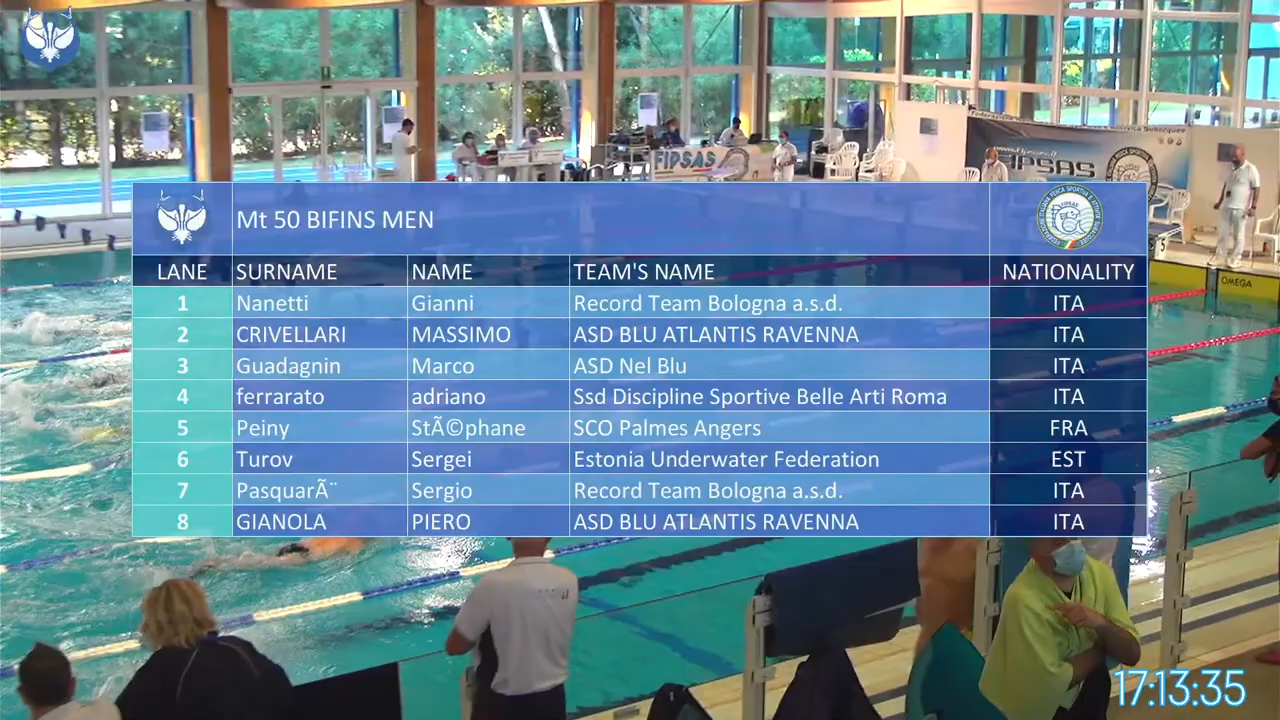 FIPSAS
FIPSAS
OMEGA
Mt 50 BIFINS MEN
LANE SURNAME NAME TEAM'S NAME NATIONALITY
1 Nanetti Gianni Record Team Bologna a.s.d. ITA
2 CRIVELLARI MASSIMO ASD BLU ATLANTIS RAVENNA ITA
3 Guadagnin Marco ASD Nel Blu ITA
4 ferrarato adriano Ssd Discipline Sportive Belle Arti Roma ITA
5 Peiny StÃ©phane SCO Palmes Angers FRA
6 Turov Sergei Estonia Underwater Federation EST
7 PasquarÃ¨ Sergio Record Team Bologna a.s.d. ITA
8 GIANOLA PIERO ASD BLU ATLANTIS RAVENNA ITA
17:13:35